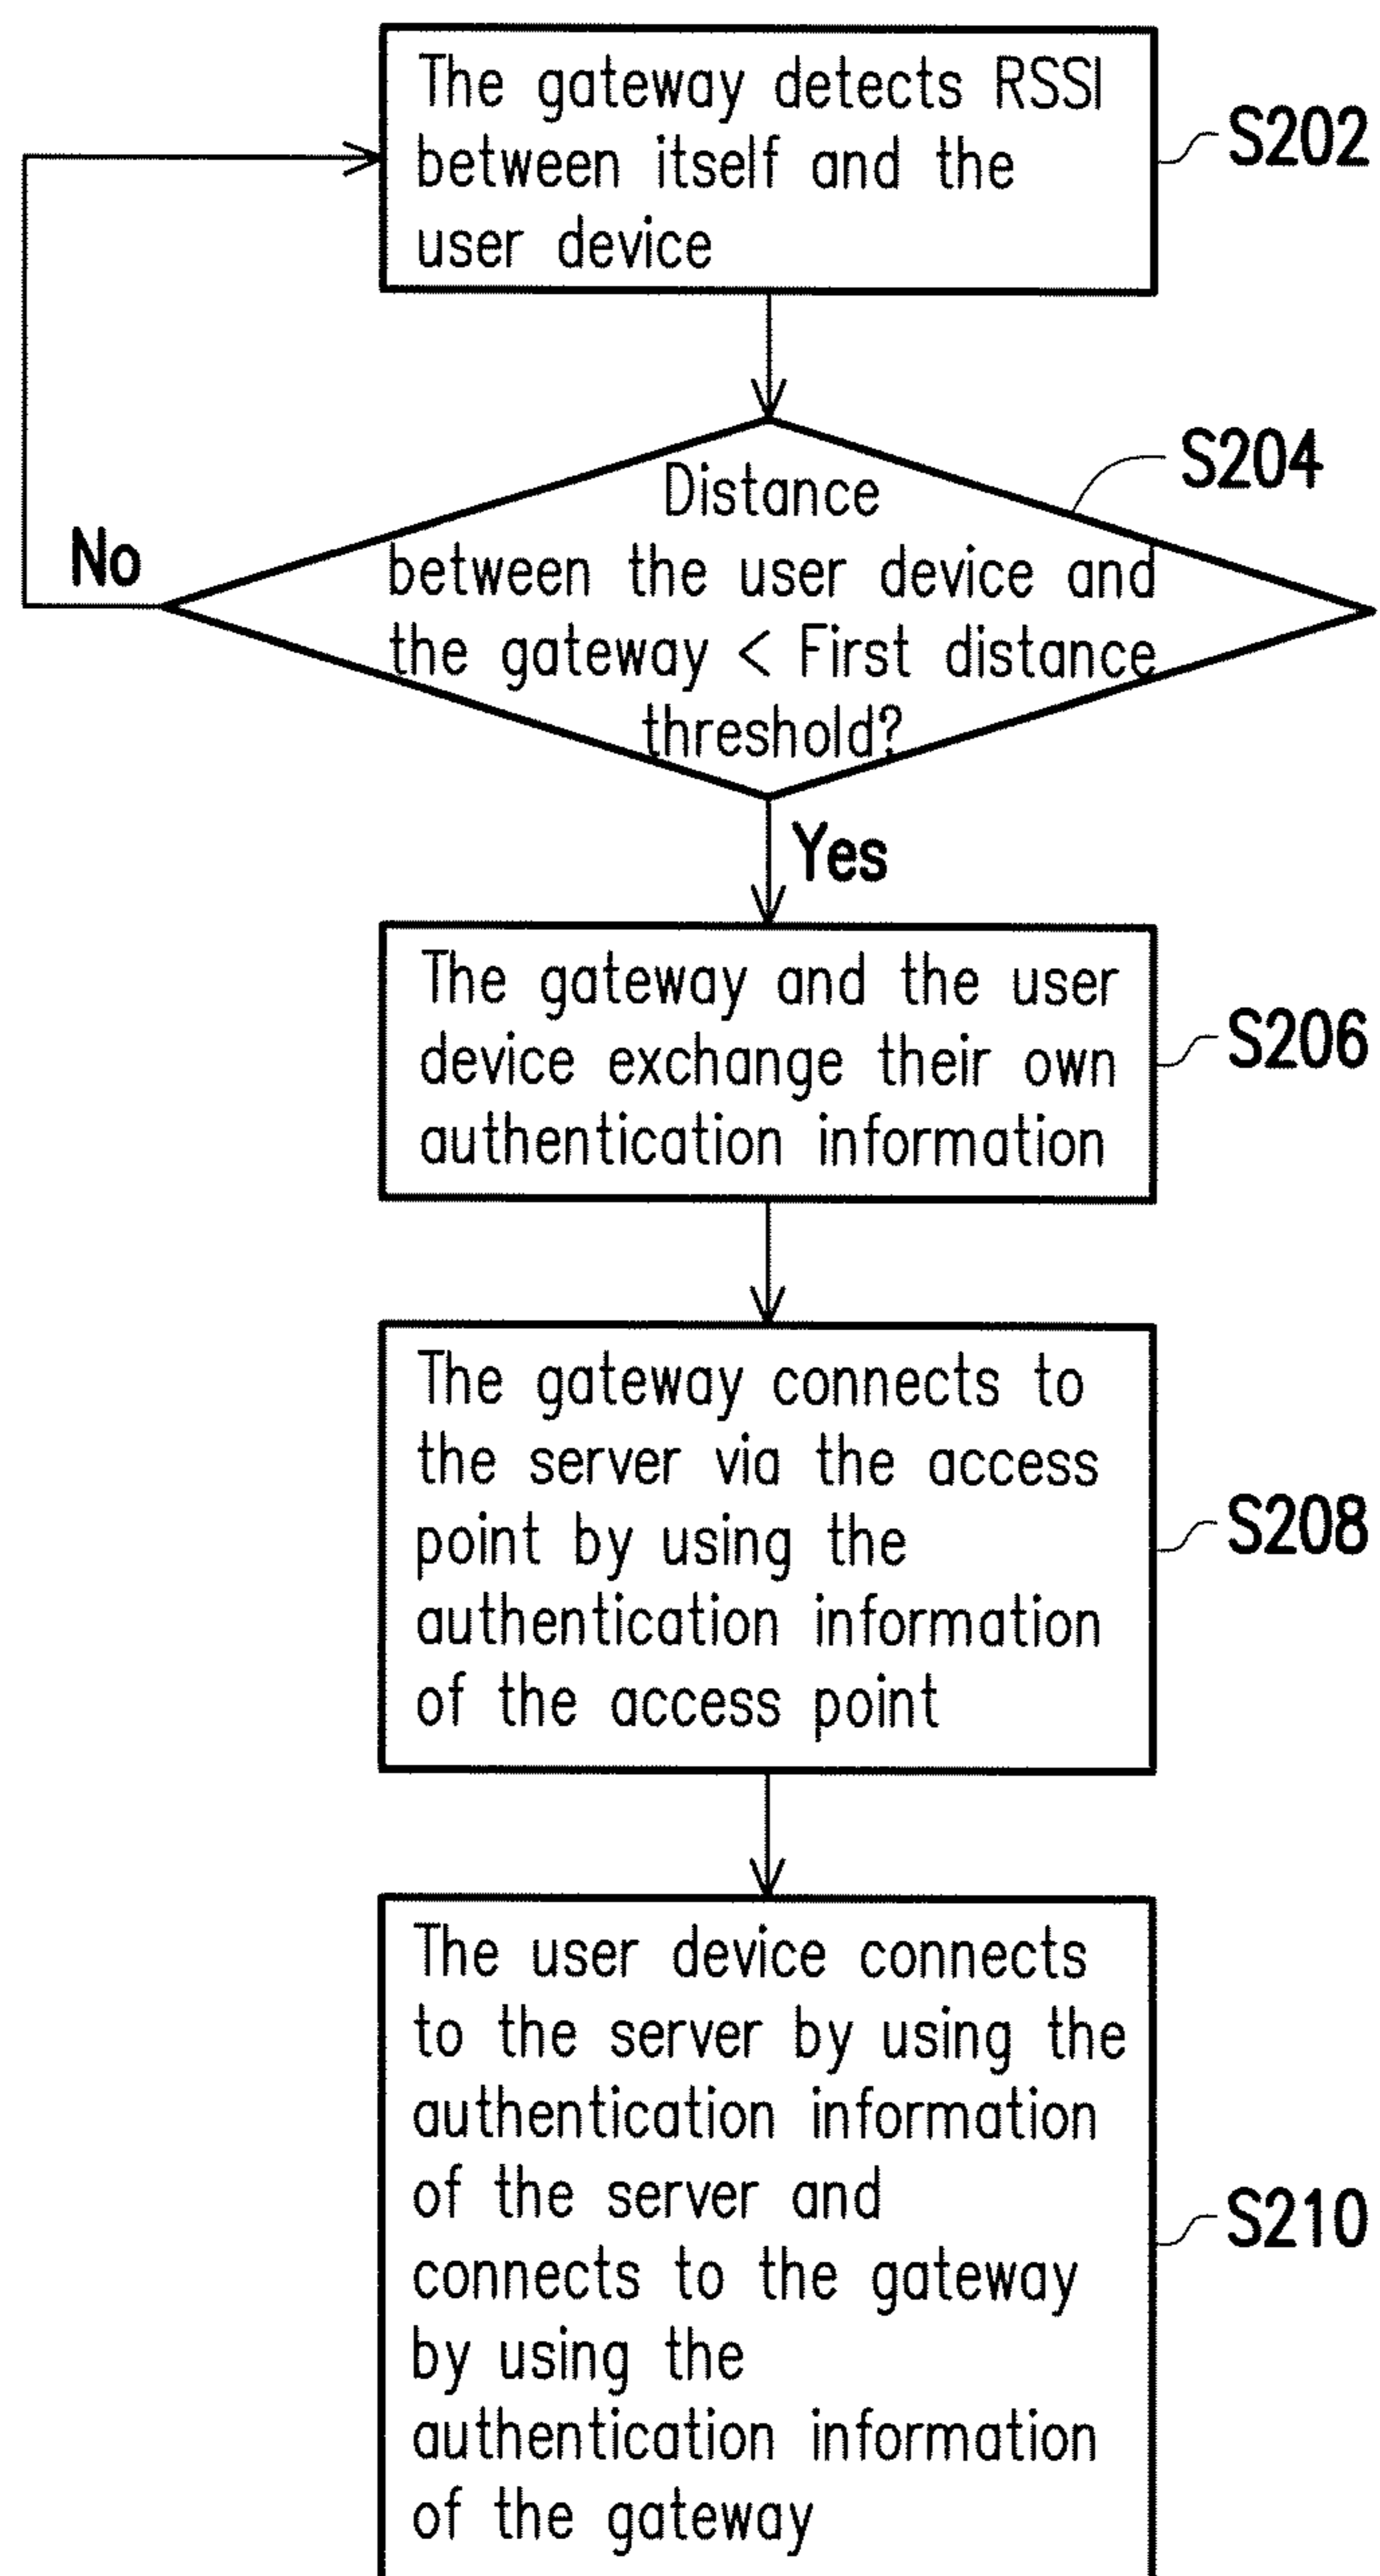 The gateway detects RSSI
between itself and the
user device
S202
S204
Distance
between the user device and
the gateway < First distance
threshold?
No
Yes
The gateway and the user
device exchange their own
authentication information
S206
The gateway connects to
the server via the access
point by using the
authentication information
of the access point
S208
The user device connects
to the server by using the
authentication information
of the server and
connects to the gateway
by using the
authentication information
of the gateway
S210